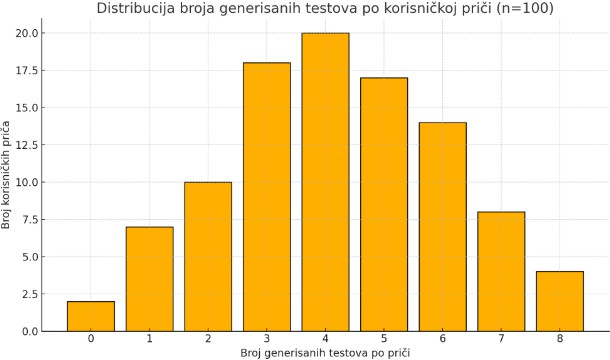 Distribucija broja generisanih testova po korisničkoj priči (n=100)
Broj korisničkih priča
20.0
17.5
15.0
12.5
10.0
7.5
5.0
2.5
0.0
0 1 2 3 4 5 6 7 8
Broj generisanih testova po priči